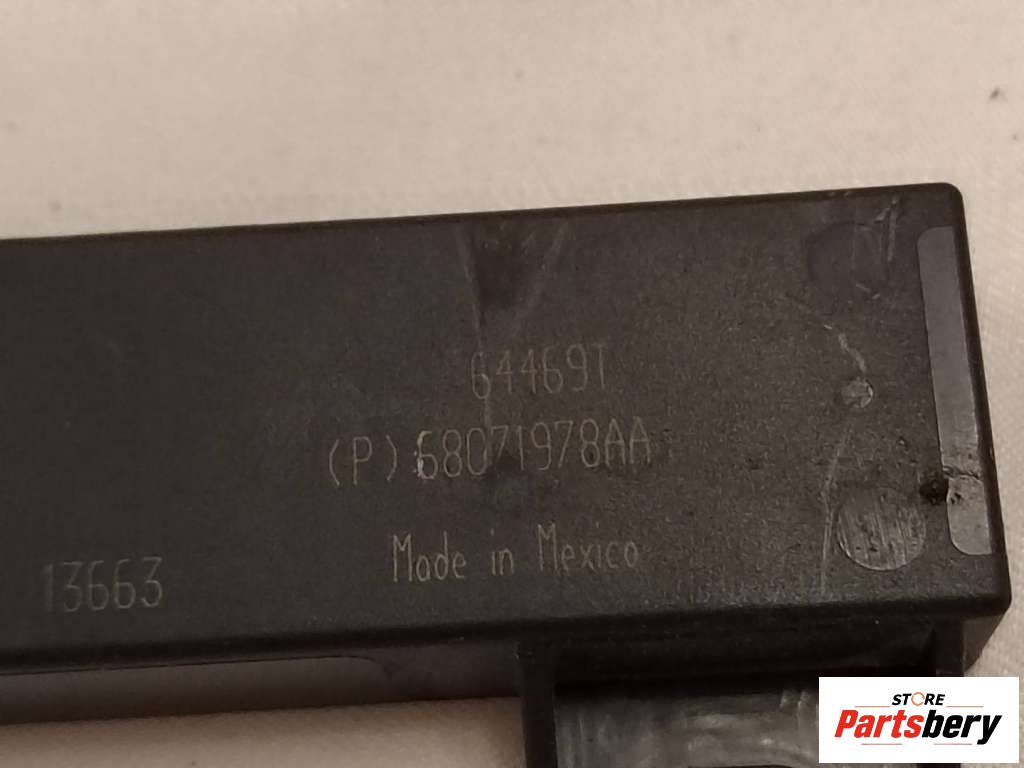 64469T
(P)68071978AA
Made in Mexico
13663
STORE
Partsbery